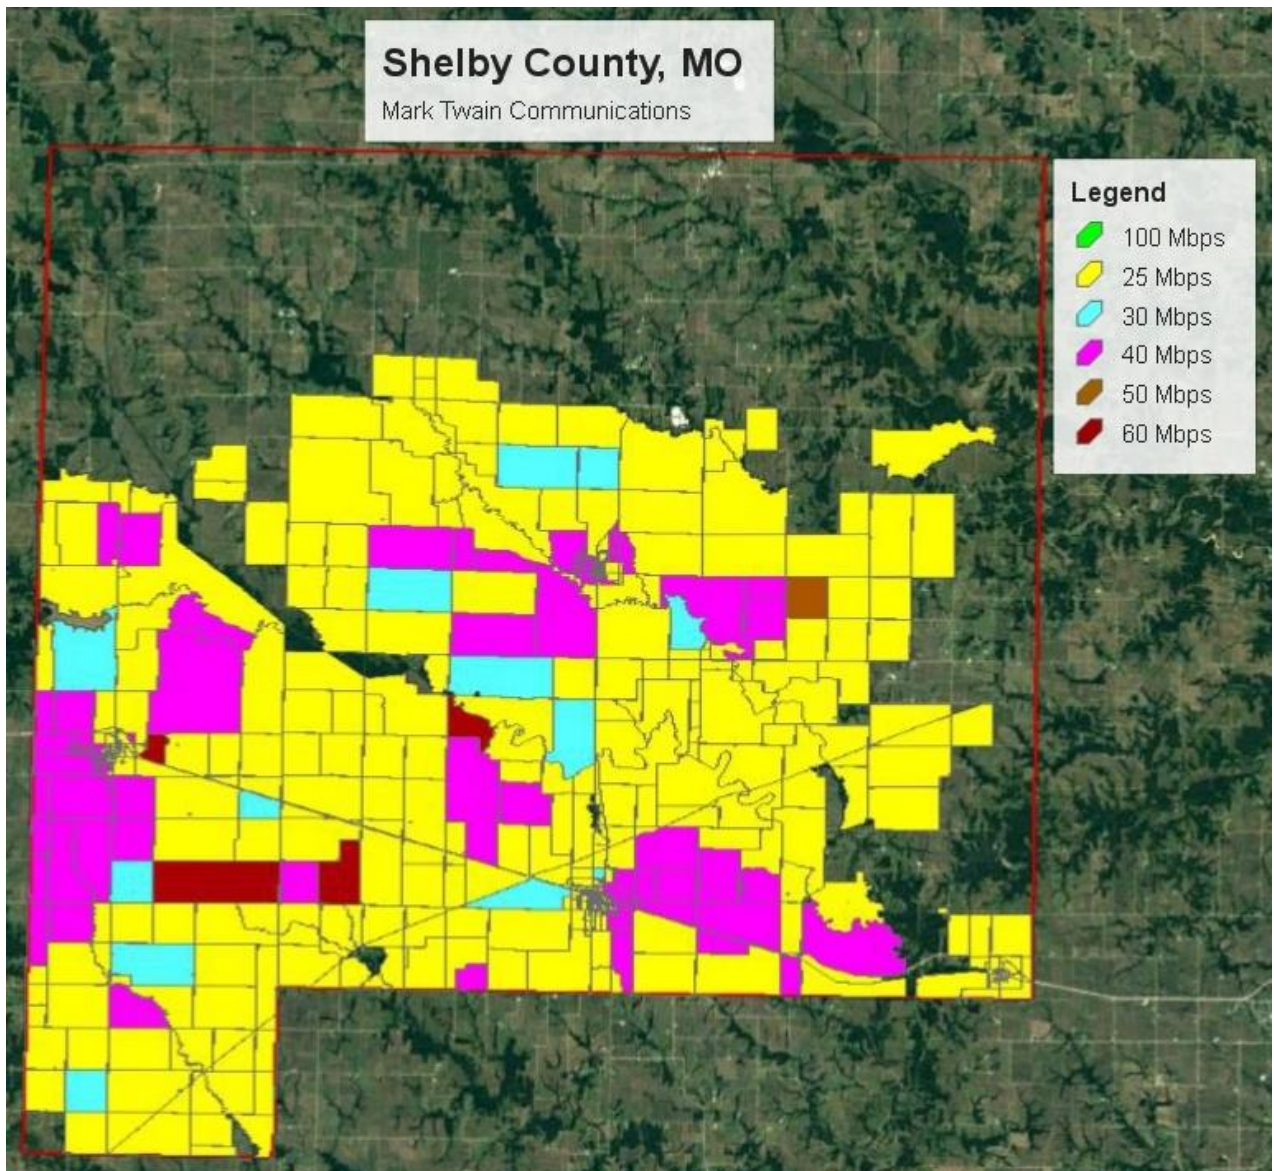 Shelby County, MO
Mark Twain Communications
Legend
100 Mbps
25 Mbps
30 Mbps
40 Mbps
50 Mbps
60 Mbps